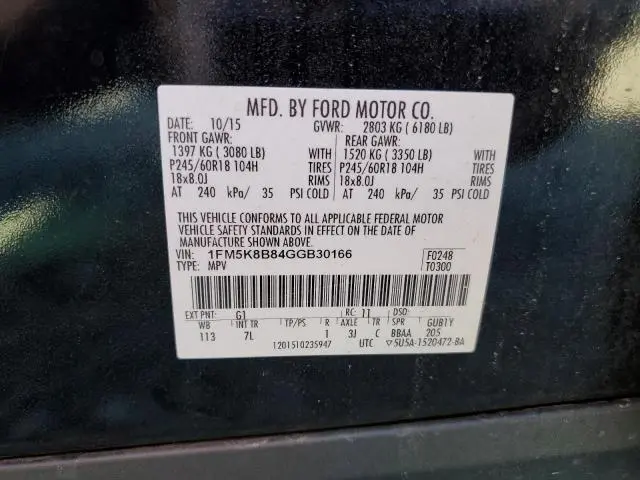 MFD. BY FORD MOTOR CO.
DATE: 10/15 GVWR: 2803 KG ( 6180 LB)
FRONT GAWR: REAR GAWR:
1397 KG ( 3080 LB) WITH 1520 KG ( 3350 LB) WITH
P245/60R18 104H TIRES P245/60R18 104H TIRES
18x8.0J RIMS 18x8.0J RIMS
AT 240 kPa/ 35 PSI COLD AT 240 kPa/ 35 PSI COLD
THIS VEHICLE CONFORMS TO ALL APPLICABLE FEDERAL MOTOR
VEHICLE SAFETY STANDARDS IN EFFECT ON THE DATE OF
MANUFACTURE SHOWN ABOVE.
VIN: 1FM5K8B84GGB30166 F0248
TYPE: MPV T0300
EXT PNT: G1 RC: 11 DSO:
WB INT TR TP/PS R AXLE TR SPR GUB1Y
113 7L 1 3J C BBAA 205
1201510235947 UTC ▽5U5A-1520472-BA